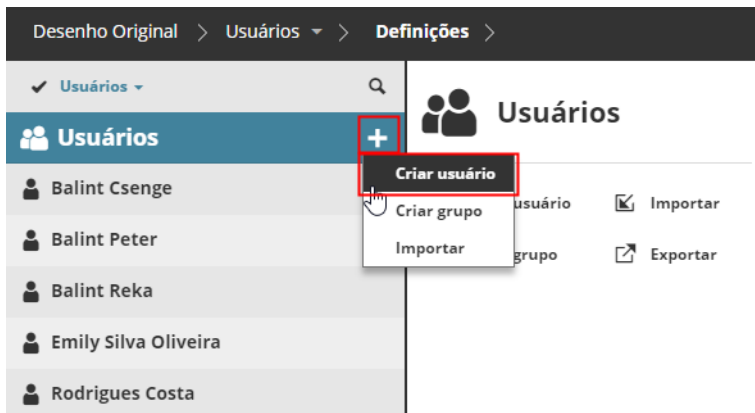 Desenho Original > Usuários > Definições >
Usuários
Usuários
Usuários
Criar usuário
Balint Csenge
usuário
Importar
Criar grupo
Balint Peter
Importar
grupo
Exportar
Balint Reka
Emily Silva Oliveira
Rodrigues Costa